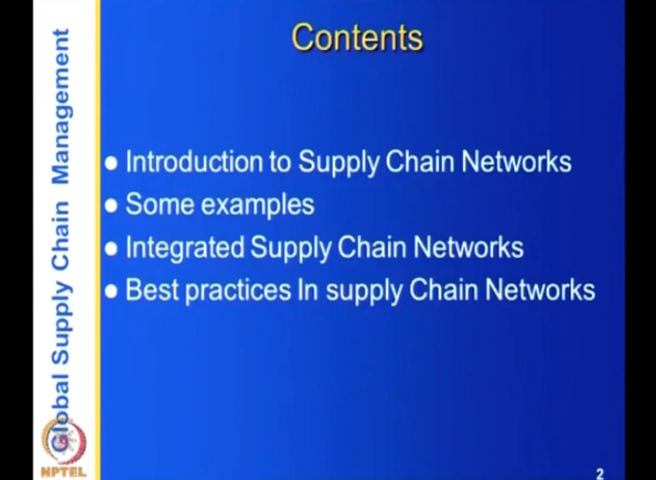 Contents
Introduction to Supply Chain Networks
Some examples
Integrated Supply Chain Networks
Best practices In supply Chain Networks
Global Supply Chain Management
NPTEL
2